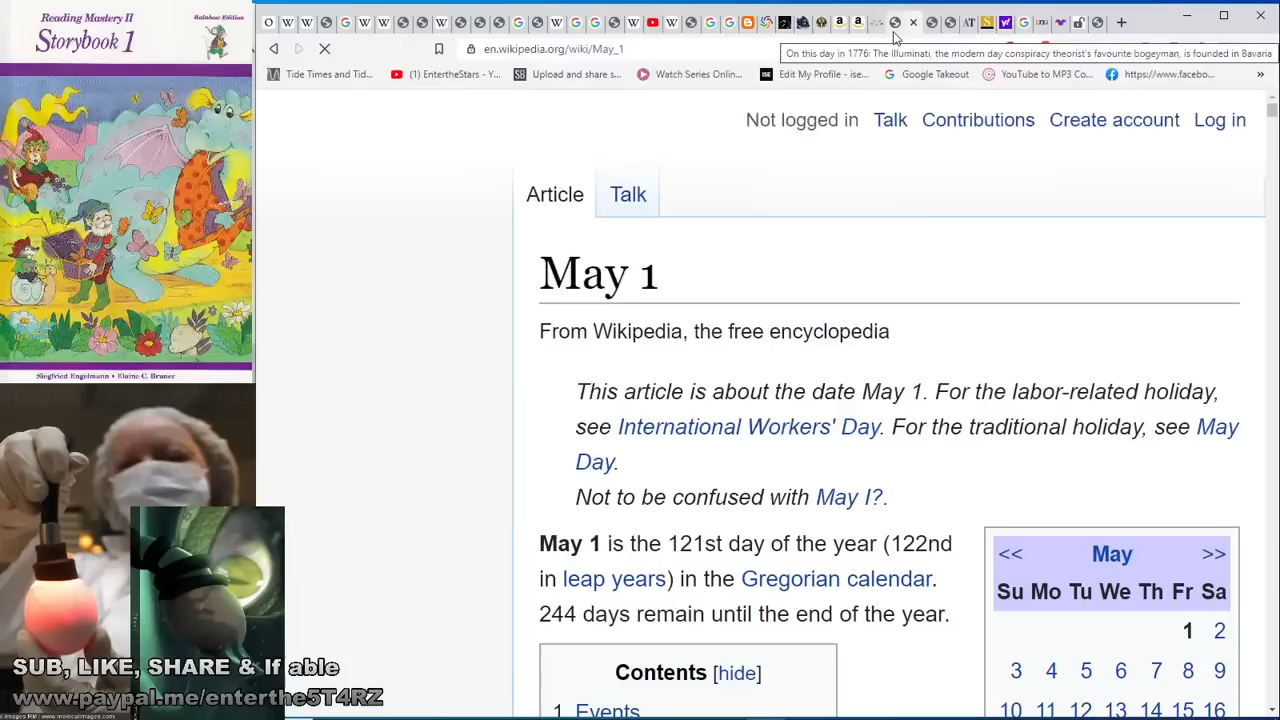 Reading Mastery II
Rainbow Edition
Storybook 1
Siegfried Engelmann • Elaine C. Bruner
SUB, LIKE, SHARE & If able
www.paypal.me/enterthe5T4RZ
Images RM | www.medicalimages.com
en.wikipedia.org/wiki/May_1
On this day in 1776: The Illuminati, the modern day conspiracy theorist's favourite bogeyman, is founded in Bavaria
Tide Times and Tid...
EntertheStars - Y...
Upload and share s...
Watch Series Onlin...
Edit My Profile - ise...
Google Takeout
YouTube to MP3 Co...
https://www.facebo...
Not logged in Talk Contributions Create account Log in
Article Talk
May 1
From Wikipedia, the free encyclopedia
This article is about the date May 1. For the labor-related holiday,
see International Workers' Day. For the traditional holiday, see May
Day.
Not to be confused with May I?.
May 1 is the 121st day of the year (122nd
in leap years) in the Gregorian calendar.
244 days remain until the end of the year.
Contents [hide]
1 Events
<< May >>
Su Mo Tu We Th Fr Sa
1 2
3 4 5 6 7 8 9
10 11 12 13 14 15 16